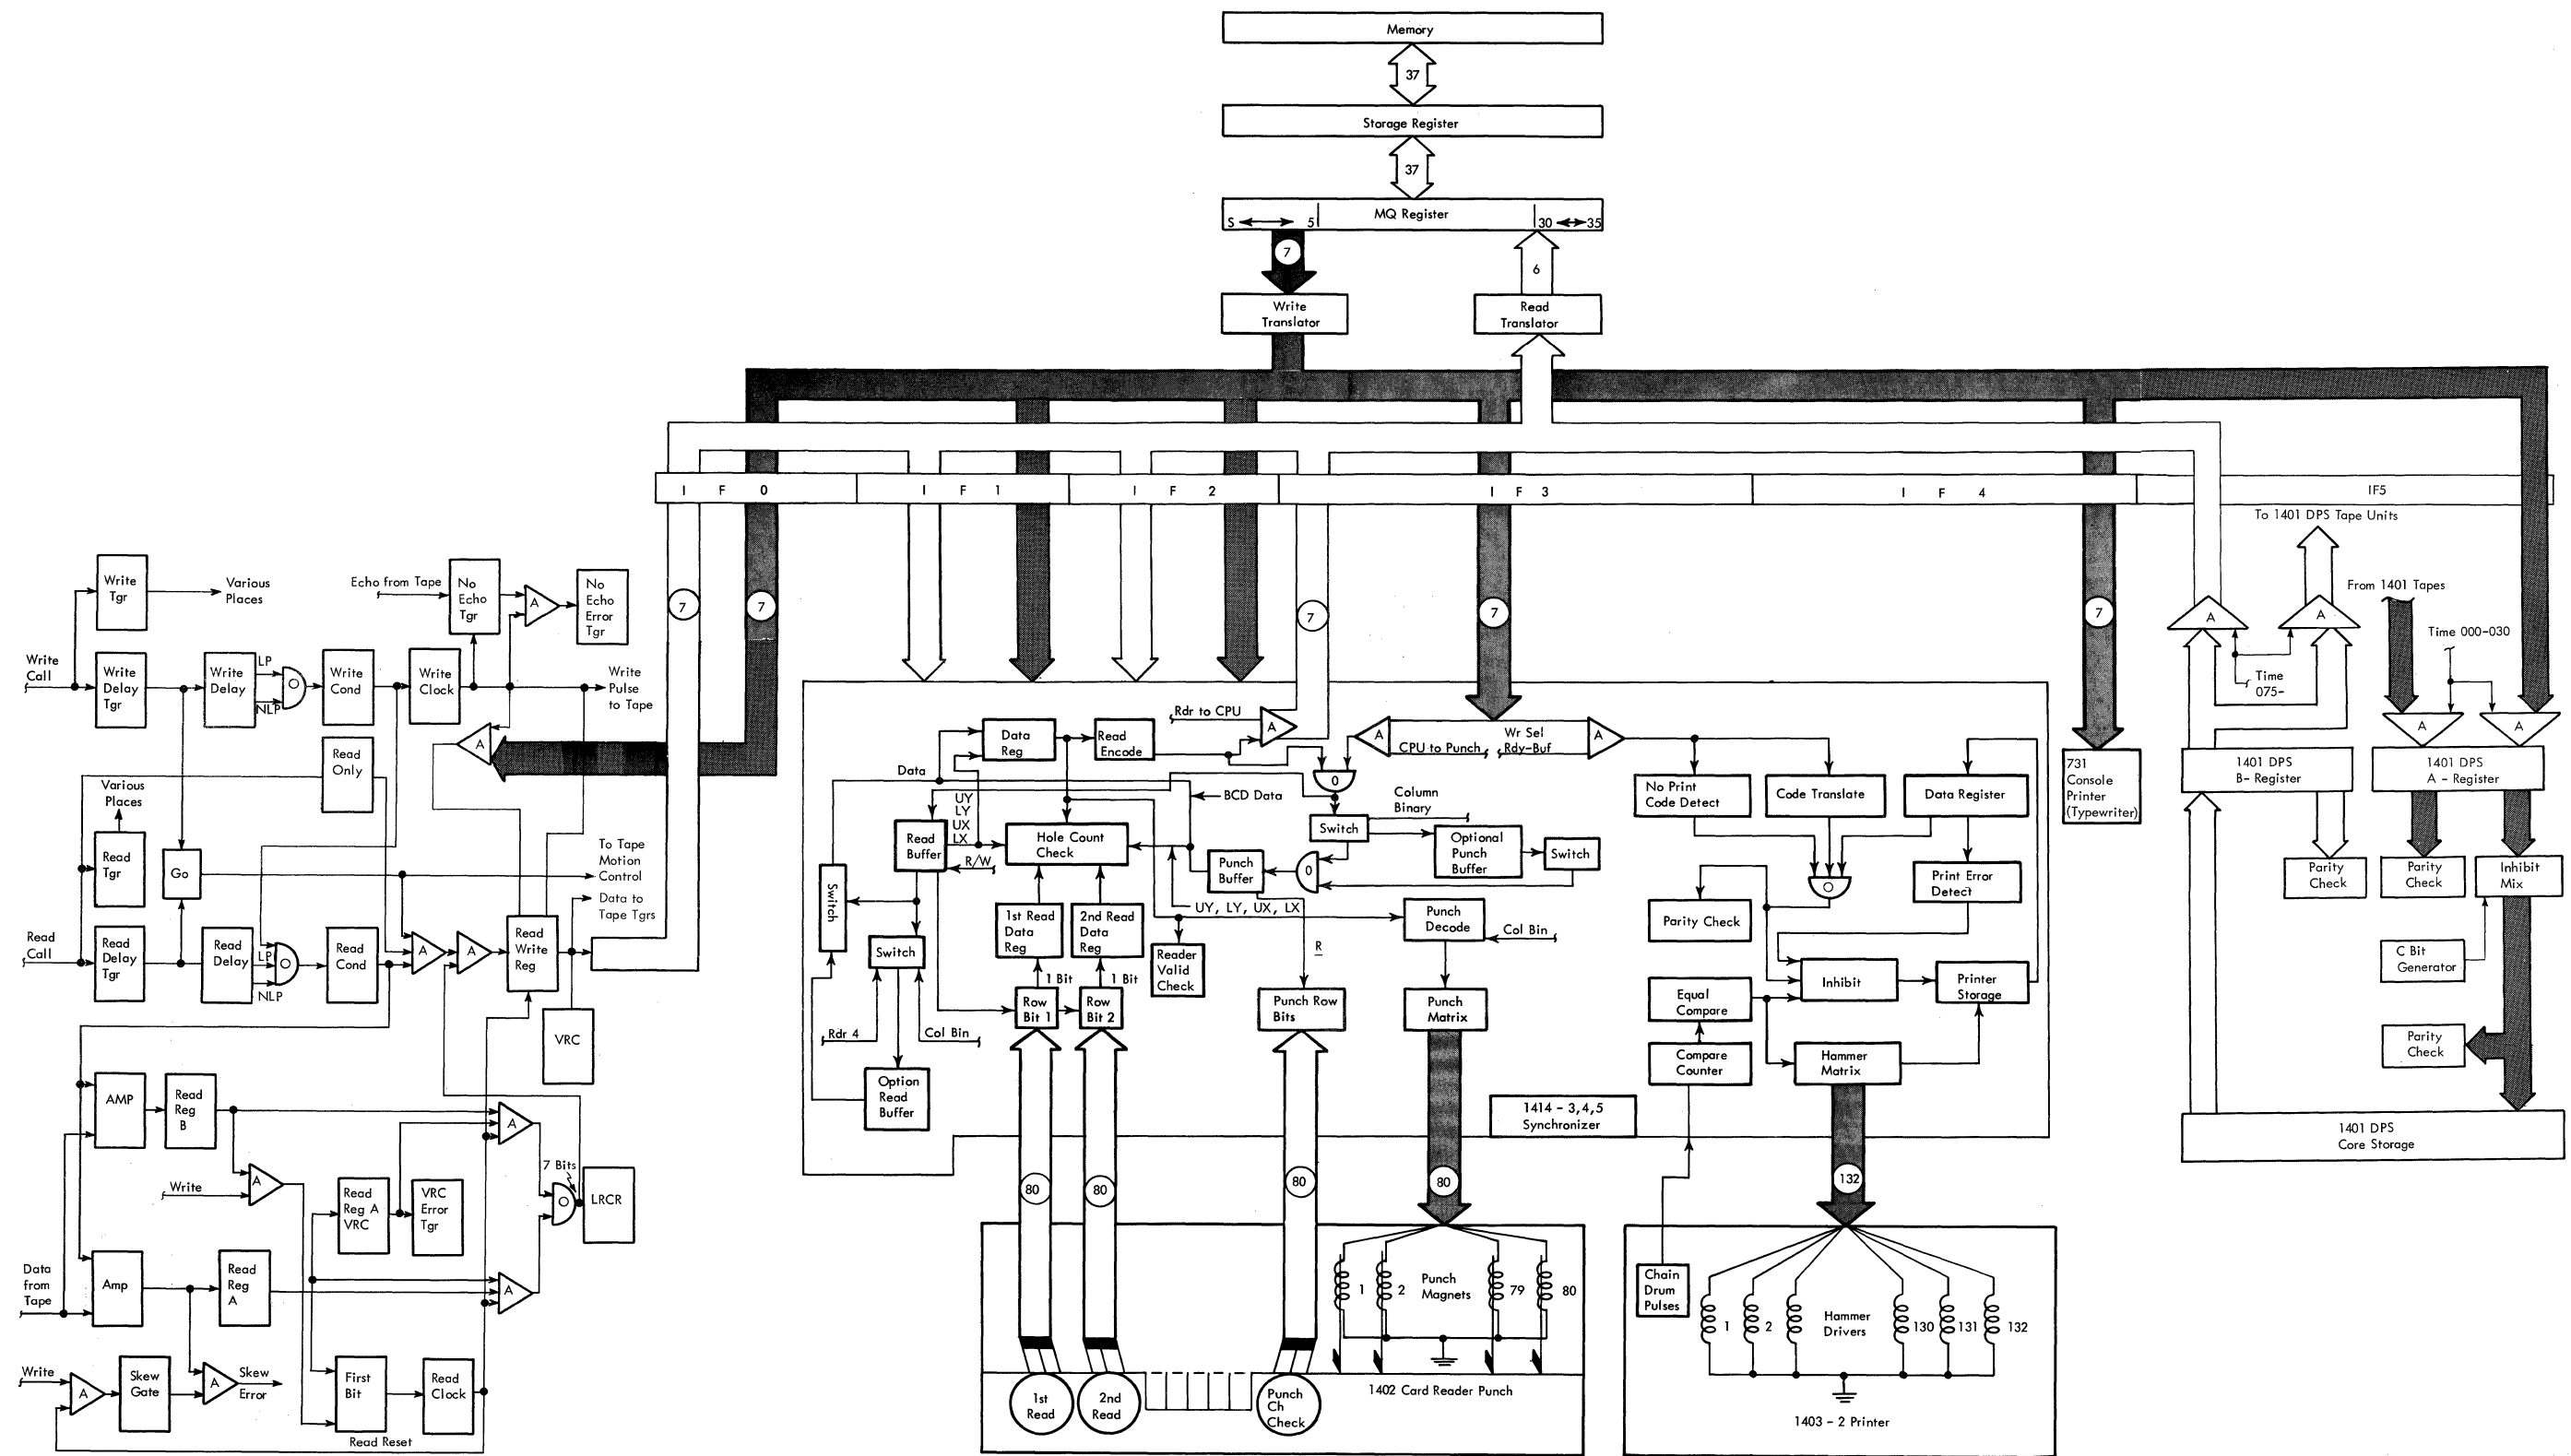 Memory
37
Storage Register
37
MQ Register
S
5
30
35
7
6
Write
Translator
Read
Translator
I F 0
I F 1
I F 2
I F 3
I F 4
IF5
7
7
7
7
7
Write
Tgr
Various
Places
Echo from Tape
No
Echo
Tgr
A
No
Echo
Error
Tgr
Write
Call
Write
Delay
Tgr
Write
Delay
LP
NLP
O
Write
Cond
Write
Clock
Write
Pulse
to Tape
A
Read
Only
Various
Places
Read
Tgr
Go
To Tape
Motion
Control
Data to
Tape Tgrs
Read
Call
Read
Delay
Tgr
Read
Delay
LP
NLP
O
Read
Cond
A
A
Read
Write
Reg
VRC
AMP
Read
Reg
B
A
Write
A
Read
Reg A
VRC
VRC
Error
Tgr
7 Bits
O
LRCR
Data
from
Tape
Amp
Read
Reg
A
A
Write
A
Skew
Gate
A
Skew
Error
First
Bit
Read
Clock
Read Reset
Rdr to CPU
A
Data
Reg
Read
Encode
Data
UY
LY
UX
LX
Read
Buffer
R/W
Hole Count
Check
BCD Data
O
A
CPU to Punch
Wr Sel
Rdy-Buf
A
Column
Binary
Switch
Optional
Punch
Buffer
Switch
Punch
Buffer
O
Switch
Switch
1st Read
Data
Reg
2nd Read
Data
Reg
UY, LY, UX, LX
Reader
Valid
Check
R
Punch
Decode
Col Bin
1 Bit
1 Bit
Row
Bit 1
Row
Bit 2
Punch Row
Bits
Punch
Matrix
Rdr 4
Col Bin
Option
Read
Buffer
No Print
Code Detect
Code Translate
Data Register
O
Print Error
Detect
Parity Check
Inhibit
Printer
Storage
Equal
Compare
Compare
Counter
Hammer
Matrix
1414 - 3,4,5
Synchronizer
80
80
80
80
132
1
2
Punch
Magnets
79
80
1st
Read
2nd
Read
Punch
Ch
Check
1402 Card Reader Punch
Chain
Drum
Pulses
1
2
Hammer
Drivers
130
131
132
1403 - 2 Printer
731
Console
Printer
(Typewriter)
To 1401 DPS Tape Units
From 1401 Tapes
Time 000-030
A
A
Time
075-
A
A
1401 DPS
B- Register
1401 DPS
A - Register
Parity
Check
Parity
Check
Inhibit
Mix
C Bit
Generator
Parity
Check
1401 DPS
Core Storage